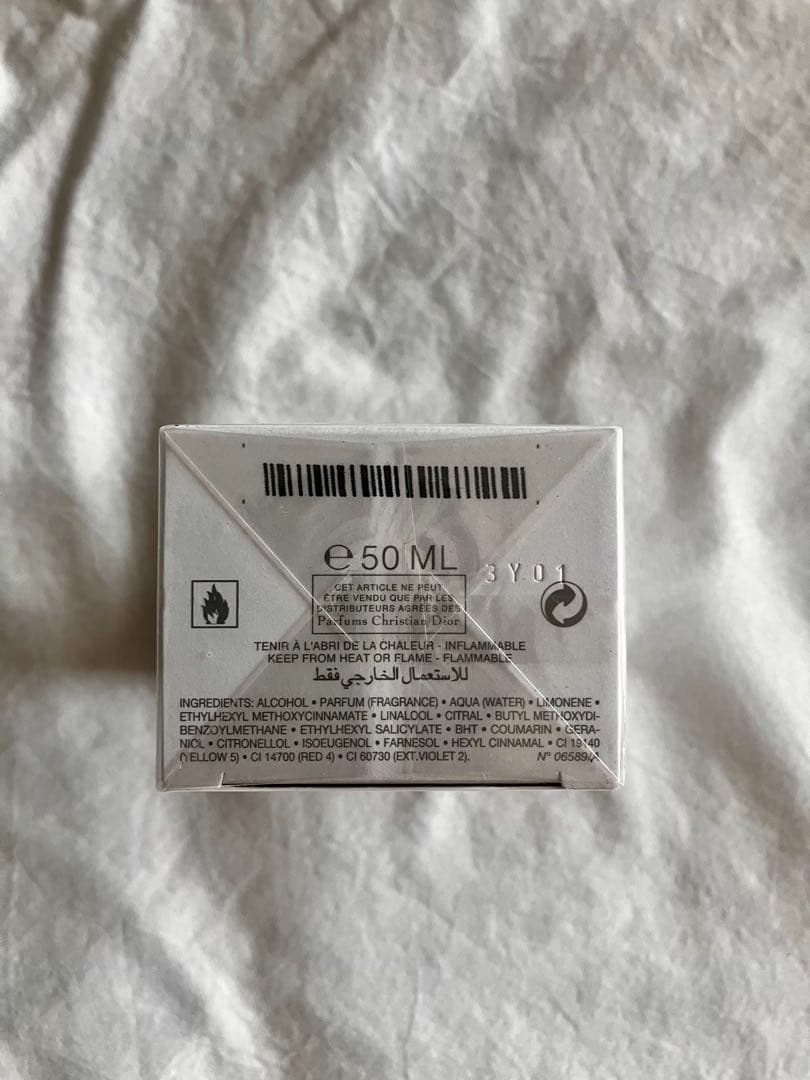 e 50 ML
3Y01
CET ARTICLE NE PEUT
ÊTRE VENDU QUE PAR LES
DISTRIBUTEURS AGRÉÉS DES
Parfums Christian Dior
TENIR À L'ABRI DE LA CHALEUR - INFLAMMABLE
KEEP FROM HEAT OR FLAME - FLAMMABLE
للاستعمال الخارجي فقط
INGREDIENTS: ALCOHOL • PARFUM (FRAGRANCE) • AQUA (WATER) • LIMONENE •
ETHYLHEXYL METHOXYCINNAMATE • LINALOOL • CITRAL • BUTYL METHOXYDI-
BENZOYLMETHANE • ETHYLHEXYL SALICYLATE • BHT • COUMARIN • GERA-
NIOL • CITRONELLOL • ISOEUGENOL • FARNESOL • HEXYL CINNAMAL • CI 19140
(YELLOW 5) • CI 14700 (RED 4) • CI 60730 (EXT.VIOLET 2).
N° 06589/A